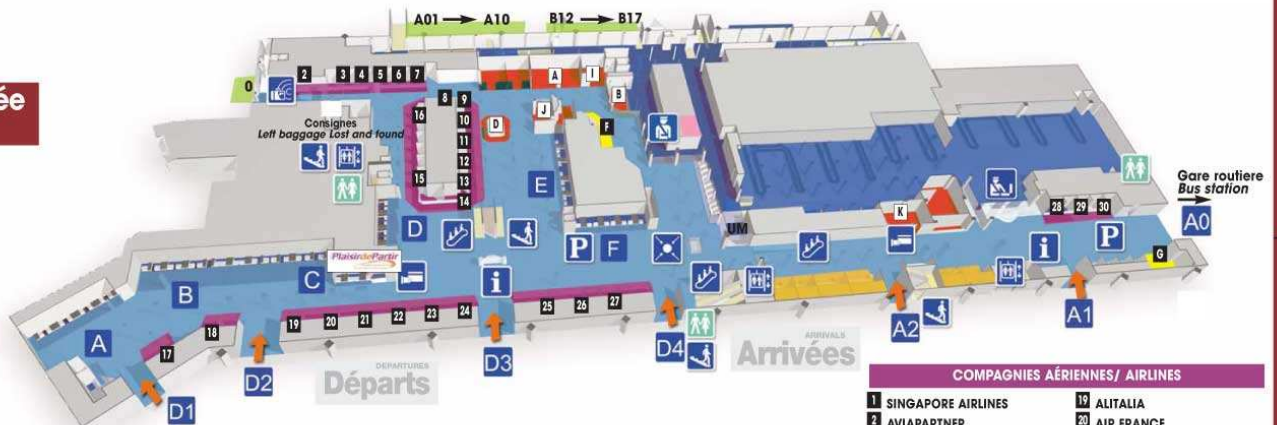 ée
A01 → A10
B12 → B17
0
2 3 4 5 6 7
8 9
16 10
11
12
15 13
14
A I
B
J
D
F
Consignes
Left baggage Lost and found
E
D
P F
UM
K
28 29 30
P
Gare routiere
Bus station
A0
G
PlaisirdePartir
C
B
A
17 18
19 20 21 22 23 24
25 26 27
D1
D2
D3
D4
A2
A1
DEPARTURES
Départs
ARRIVALS
Arrivées
COMPAGNIES AÉRIENNES/ AIRLINES
1 SINGAPORE AIRLINES
19 ALITALIA
2 AVIAPARTNER
20 AIR FRANCE